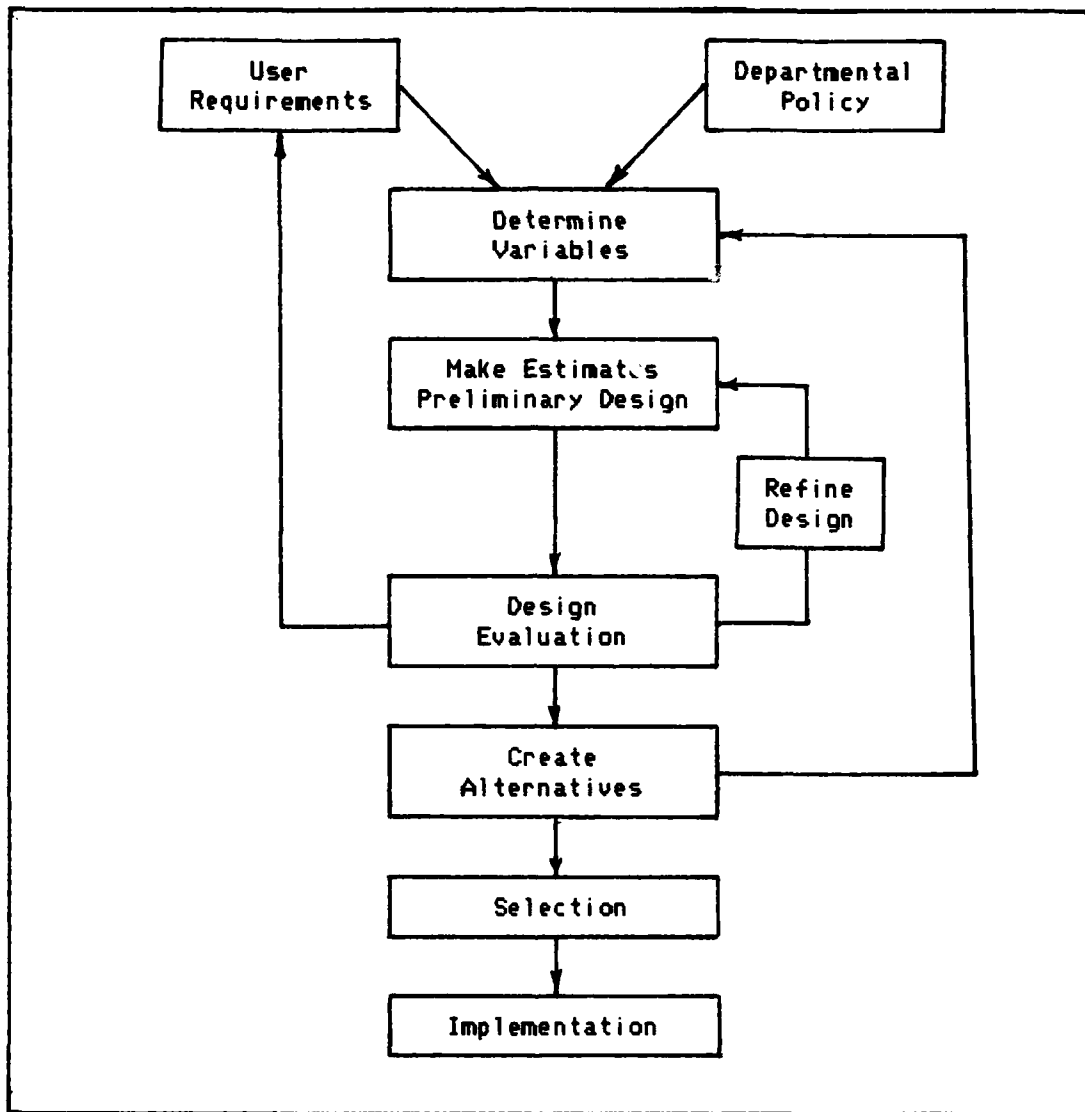 User
Requirements
Departmental
Policy
Determine
Variables
Make Estimates
Preliminary Design
Refine
Design
Design
Evaluation
Create
Alternatives
Selection
Implementation